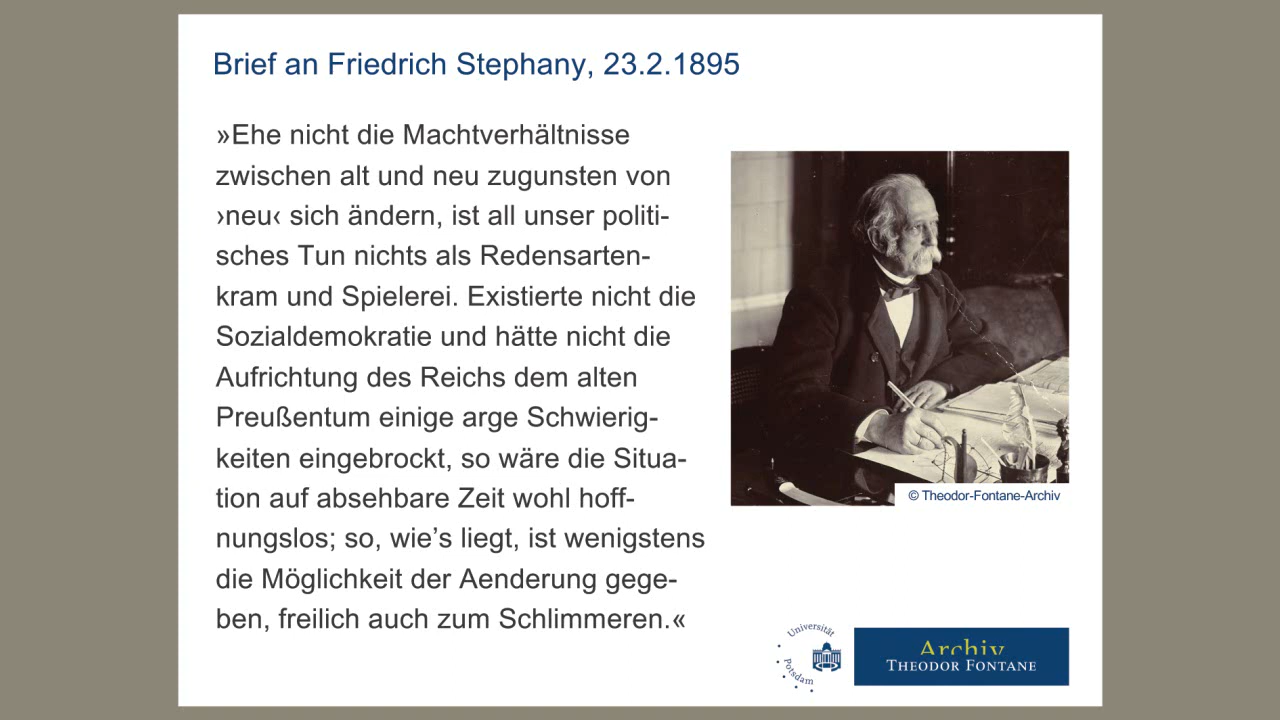 Brief an Friedrich Stephany, 23.2.1895
»Ehe nicht die Machtverhältnisse
zwischen alt und neu zugunsten von
›neu‹ sich ändern, ist all unser politi-
sches Tun nichts als Redensarten-
kram und Spielerei. Existierte nicht die
Sozialdemokratie und hätte nicht die
Aufrichtung des Reichs dem alten
Preußentum einige arge Schwierig-
keiten eingebrockt, so wäre die Situa-
tion auf absehbare Zeit wohl hoff-
nungslos; so, wie’s liegt, ist wenigstens
die Möglichkeit der Aenderung gege-
ben, freilich auch zum Schlimmeren.«
© Theodor-Fontane-Archiv
Universität
Potsdam
Archiv
THEODOR FONTANE